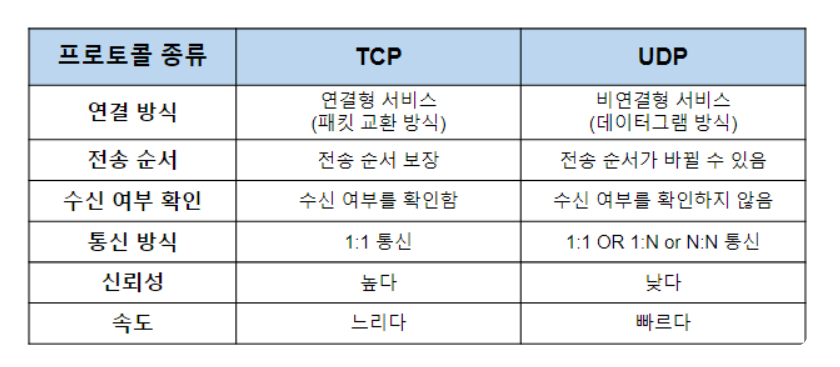 프로토콜 종류 TCP UDP
연결 방식 연결형 서비스 비연결형 서비스
(패킷 교환 방식) (데이터그램 방식)
전송 순서 전송 순서 보장 전송 순서가 바뀔 수 있음
수신 여부 확인 수신 여부를 확인함 수신 여부를 확인하지 않음
통신 방식 1:1 통신 1:1 OR 1:N or N:N 통신
신뢰성 높다 낮다
속도 느리다 빠르다